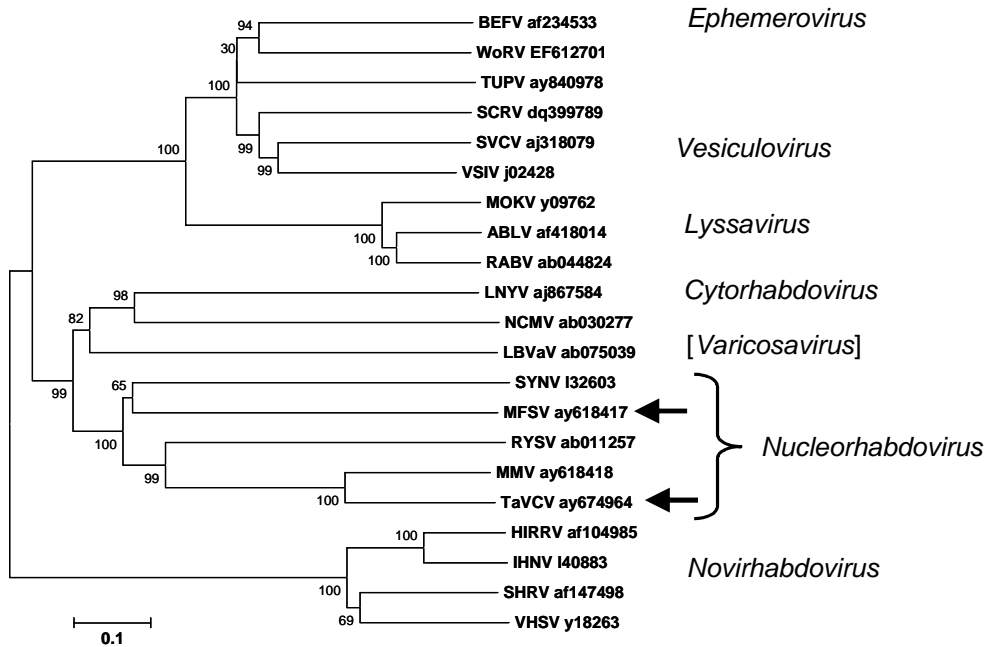 94
BEFV af234533
Ephemerovirus
30
WoRV EF612701
100
TUPV ay840978
SCRV dq399789
99
SVCV aj318079
Vesiculovirus
100
99
VSIV j02428
MOKV y09762
100
ABLV af418014
Lyssavirus
100
RABV ab044824
98
LNYV aj867584
Cytorhabdovirus
82
NCMV ab030277
LBVaV ab075039
[Varicosavirus]
99
65
SYNV l32603
MFSV ay618417
100
RYSV ab011257
Nucleorhabdovirus
99
MMV ay618418
100
TaVCV ay674964
100
HIRRV af104985
IHNV l40883
Novirhabdovirus
100
SHRV af147498
69
VHSV y18263
0.1